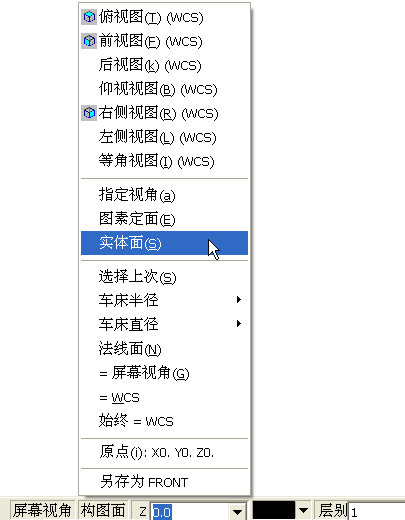 俯视图(T) (WCS)
前视图(F) (WCS)
后视图(k) (WCS)
仰视视图(B) (WCS)
右侧视图(R) (WCS)
左侧视图(L) (WCS)
等角视图(I) (WCS)
指定视角(a)
图素定面(E)
实体面(S)
选择上次(S)
车床半径
车床直径
法线面(N)
= 屏幕视角(G)
= WCS
始终 = WCS
原点(i): X0. Y0. Z0.
另存为 FRONT
屏幕视角 构图面 Z 0.0 层别 1